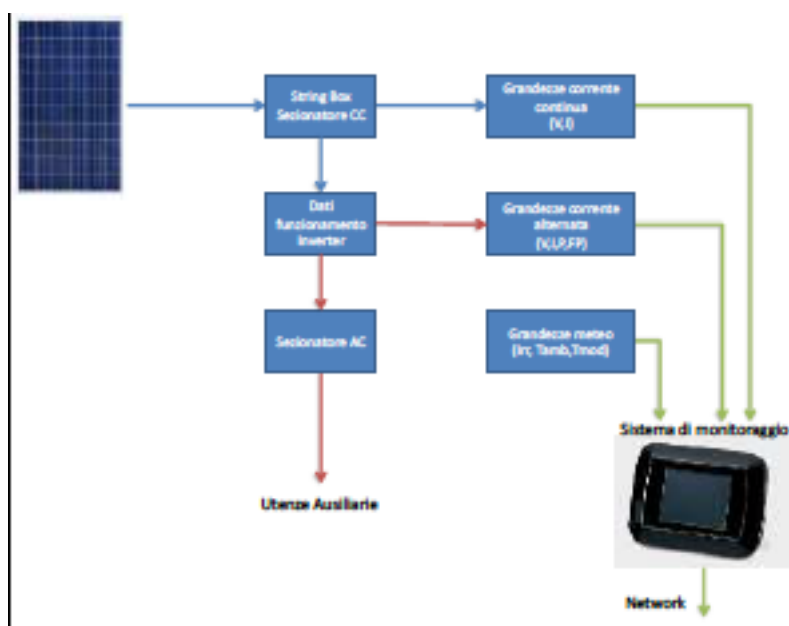 String Box
Sezionatore CC
Grandezze corrente
continua
(V,I)
Dati
funzionamento
inverter
Grandezze corrente
alternata
(V,I,P,FP)
Sezionatore AC
Grandezze meteo
(Irr, Tamb,Tmod)
Sistema di monitoraggio
Utenze Ausiliarie
Network